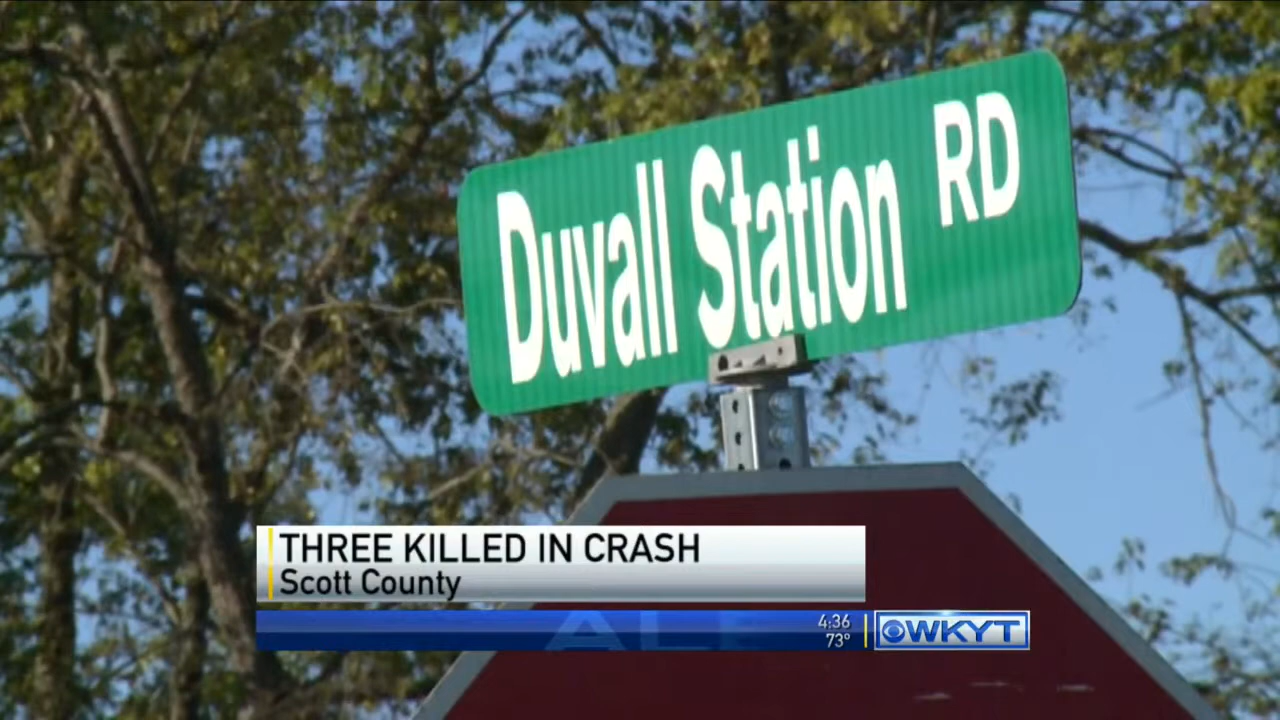 Duvall Station RD
THREE KILLED IN CRASH
Scott County
4:36
73°
WKYT